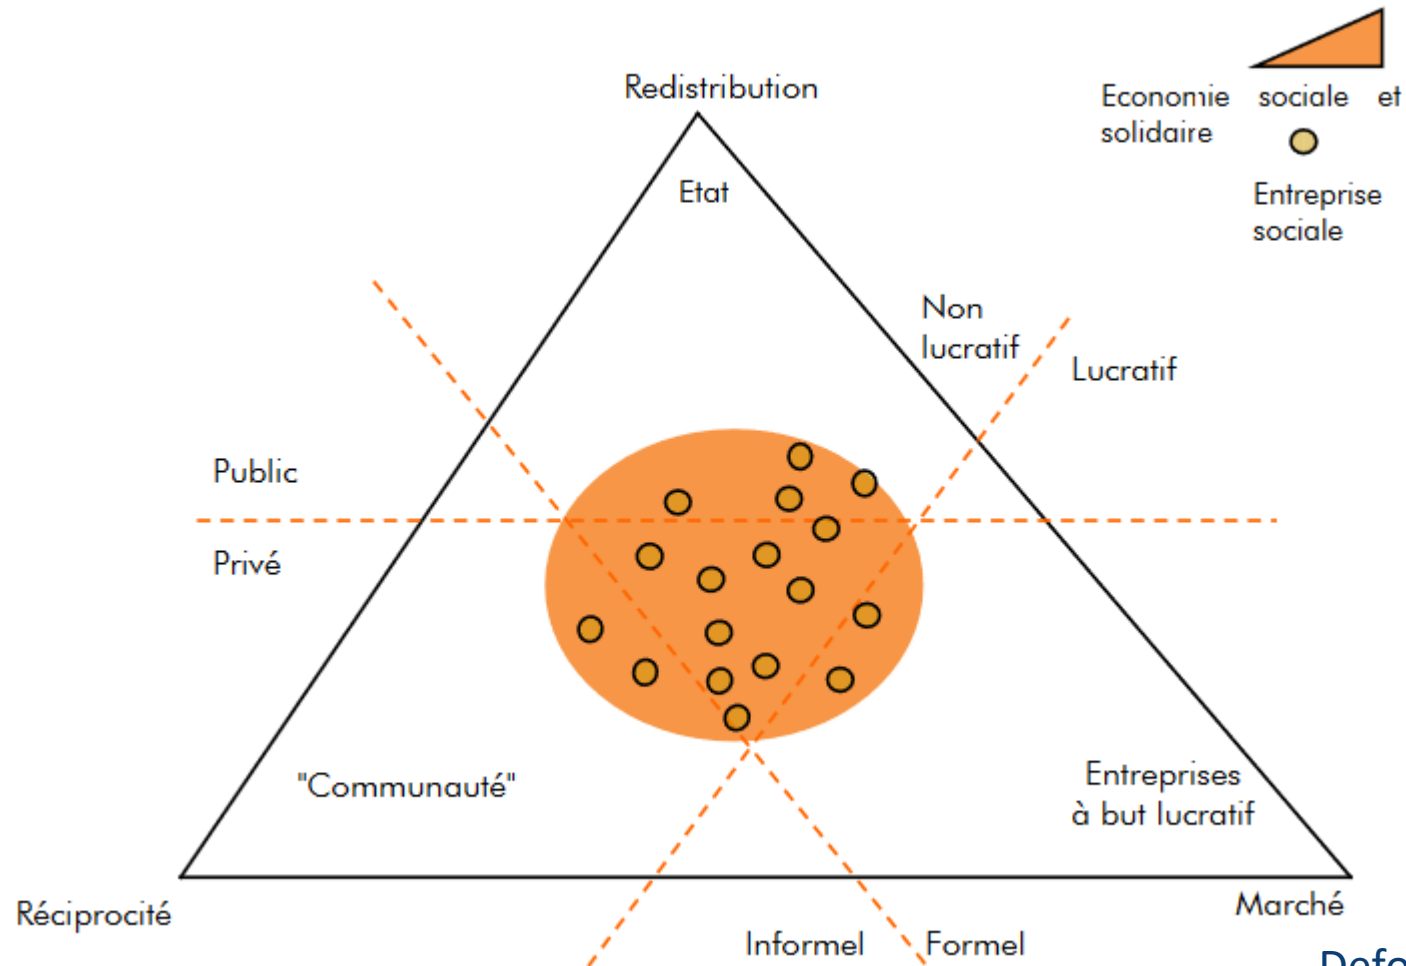 Redistribution
Economie sociale et
solidaire
Entreprise
sociale
Etat
Non
lucratif
Lucratif
Public
Privé
"Communauté"
Entreprises
à but lucratif
Réciprocité
Marché
Informel
Formel